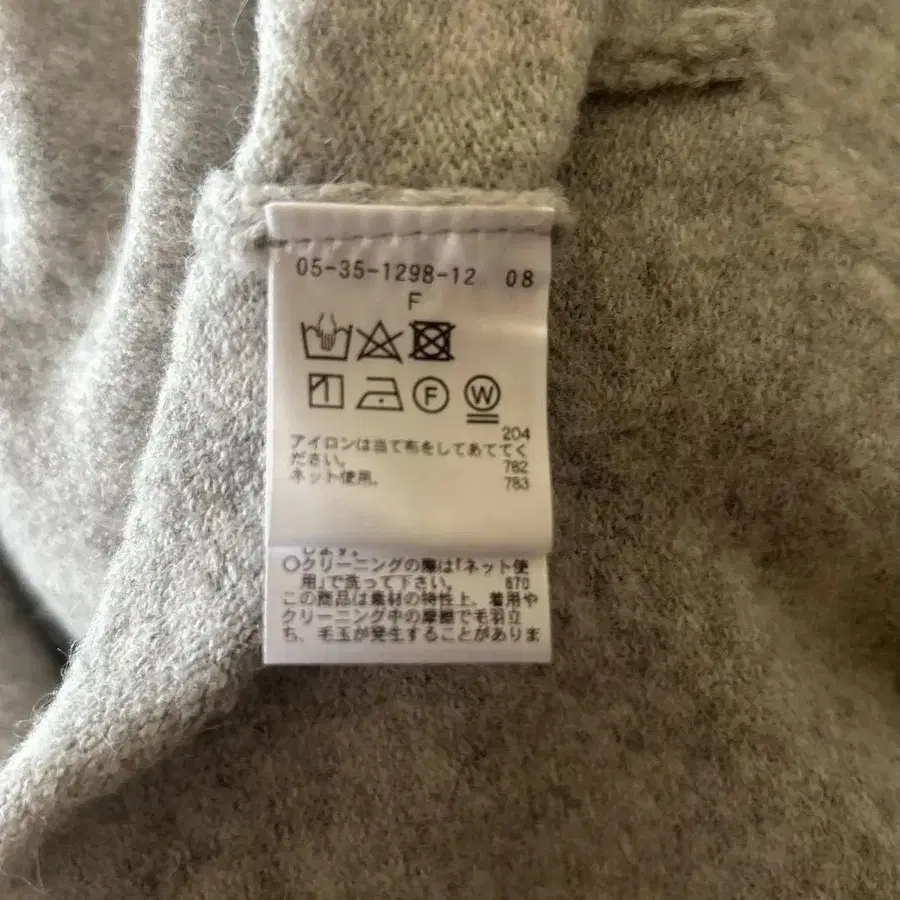 05-35-1298-12 08
F
F W
204
アイロンは当て布をしてあててく
ださい。 782
ネット使用。 783
します。
○クリーニングの際は「ネット使
用」で洗って下さい。 870
この商品は素材の特性上、着用や
クリーニング中の摩擦で毛羽立
ち、毛玉が発生することがありま